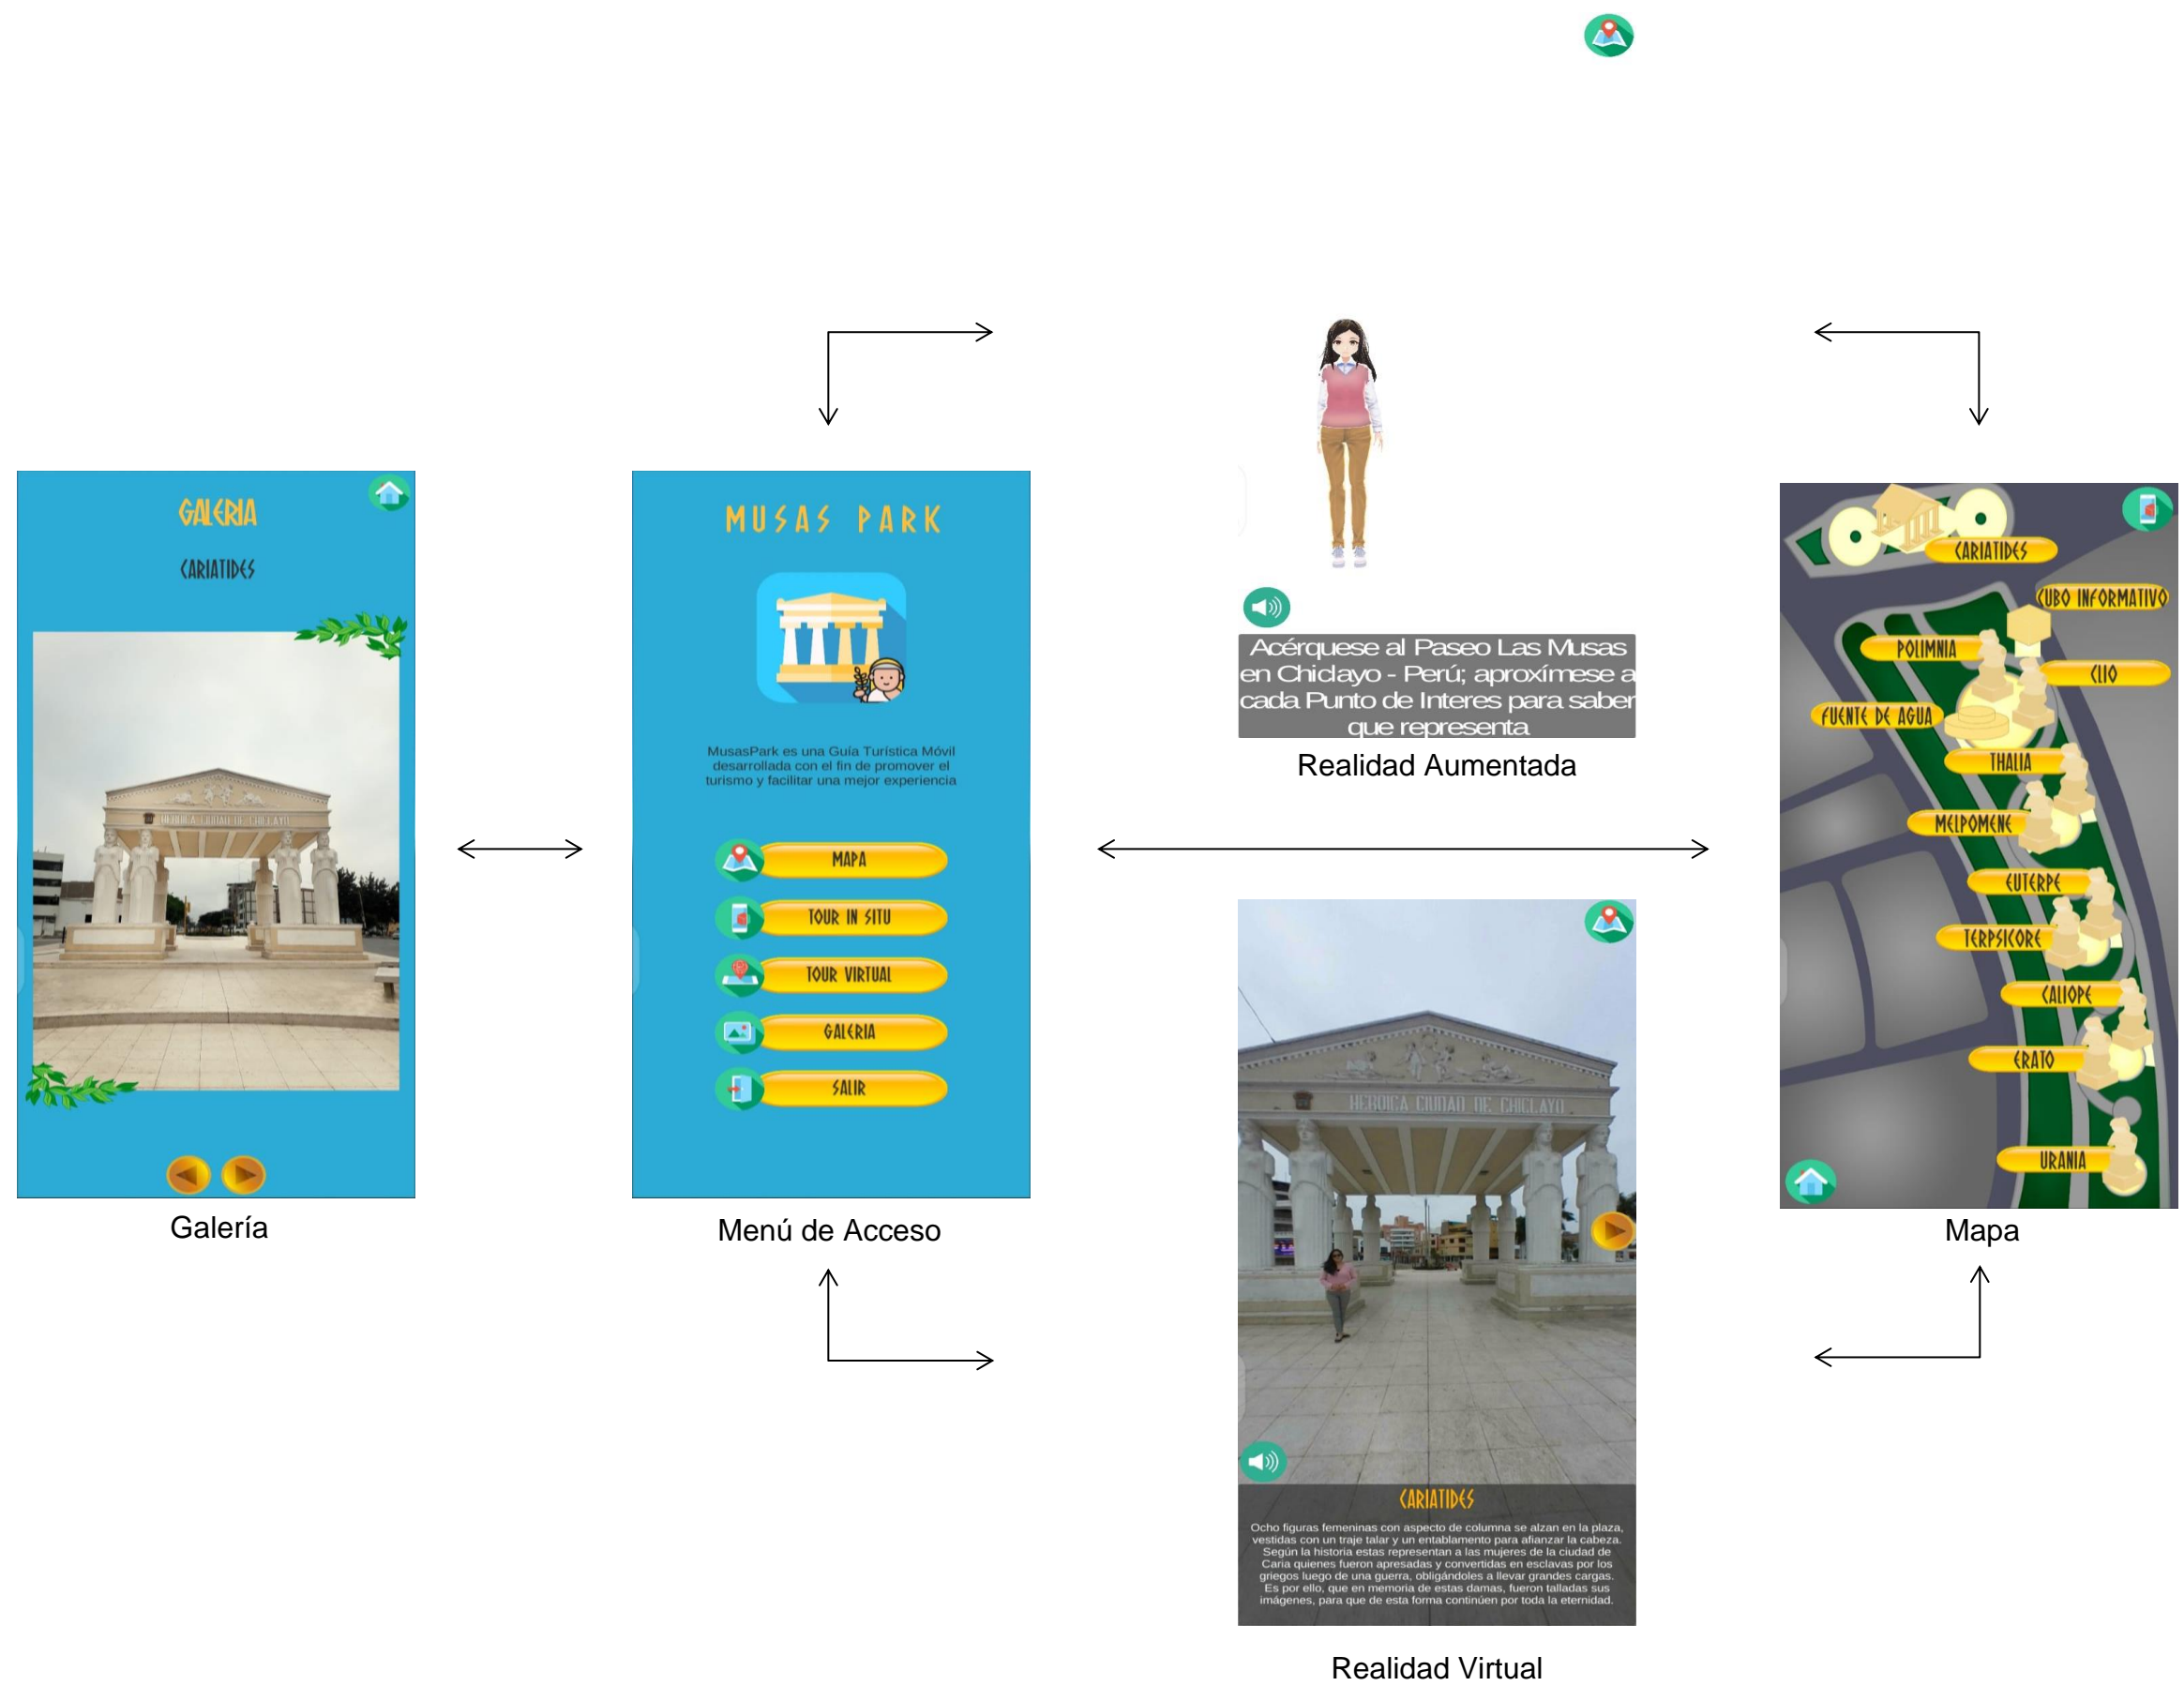 GALERIA
CARIATIDES
HEROICA CIUDAD DE CHICLAYO
Galería
MUSAS PARK
MusasPark es una Guía Turística Móvil
desarrollada con el fin de promover el
turismo y facilitar una mejor experiencia
MAPA
TOUR IN SITU
TOUR VIRTUAL
GALERIA
SALIR
Menú de Acceso
Acérquese al Paseo Las Musas
en Chiclayo - Perú; aproxímese a
cada Punto de Interes para saber
que representa
Realidad Aumentada
HEROICA CIUDAD DE CHICLAYO
CARIATIDES
Ocho figuras femeninas con aspecto de columna se alzan en la plaza,
vestidas con un traje talar y un entablamento para afianzar la cabeza.
Según la historia estas representan a las mujeres de la ciudad de
Caria quienes fueron apresadas y convertidas en esclavas por los
griegos luego de una guerra, obligándoles a llevar grandes cargas.
Es por ello, que en memoria de estas damas, fueron talladas sus
imágenes, para que de esta forma continúen por toda la eternidad.
Realidad Virtual
CARIATIDES
CUBO INFORMATIVO
POLIMNIA
CLIO
FUENTE DE AGUA
THALIA
MELPOMENE
EUTERPE
TERPSICORE
CALIOPE
ERATO
URANIA
Mapa